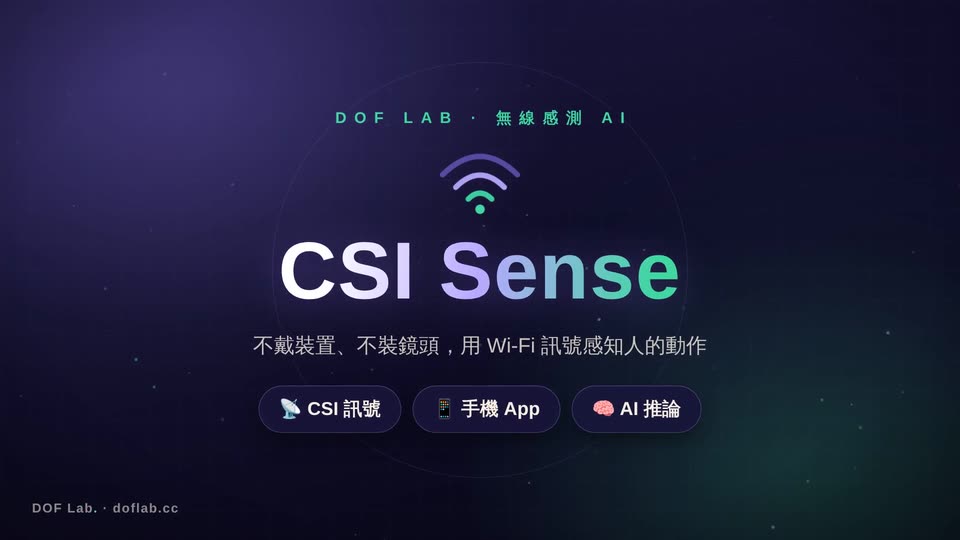 DOF LAB · 無線感測 AI
CSI Sense
不戴裝置、不裝鏡頭，用 Wi-Fi 訊號感知人的動作
📡 CSI 訊號
📱 手機 App
🧠 AI 推論
DOF Lab. · doflab.cc